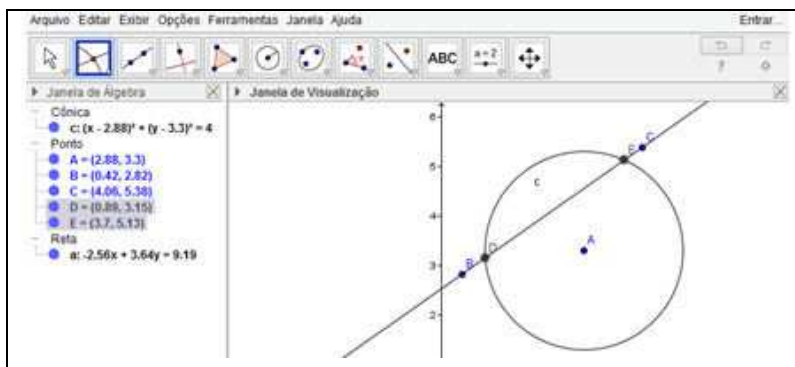 Arquivo Editar Exibir Opções Ferramentas Janela Ajuda Entrar...
ABC a=2
?
Janela de Álgebra
Janela de Visualização
Cônica
c: (x - 2.88)² + (y - 3.3)² = 4
Ponto
A = (2.88, 3.3)
B = (0.42, 2.82)
C = (4.06, 5.38)
D = (0.89, 3.15)
E = (3.7, 5.13)
Reta
a: -2.56x + 3.64y = 9.19
6
E C
5
c
4
A
D
B
3
2